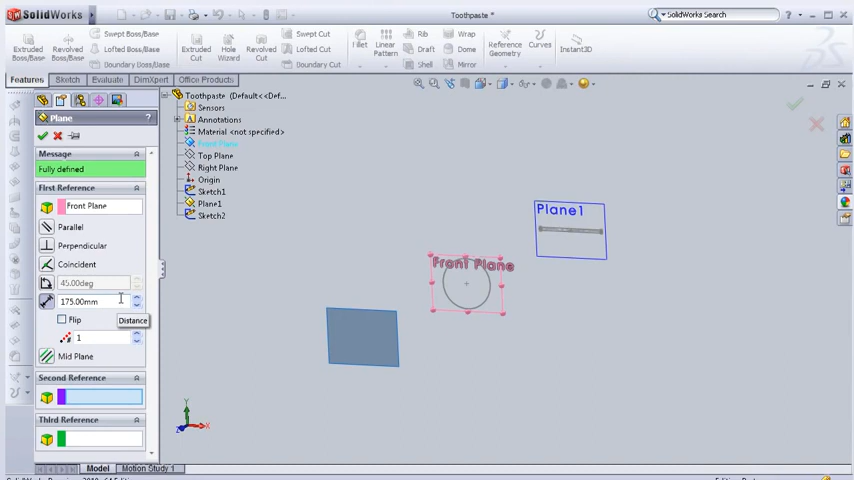 SolidWorks
Toothpaste *
SolidWorks Search
Extruded Boss/Base
Revolved Boss/Base
Swept Boss/Base
Lofted Boss/Base
Boundary Boss/Base
Extruded Cut
Hole Wizard
Revolved Cut
Swept Cut
Lofted Cut
Boundary Cut
Fillet
Linear Pattern
Rib
Draft
Shell
Wrap
Dome
Mirror
Reference Geometry
Curves
Instant3D
Features
Sketch
Evaluate
DimXpert
Office Products
Plane
?
Message
Fully defined
First Reference
Front Plane
Parallel
Perpendicular
Coincident
45.00deg
175.00mm
Flip
Distance
1
Mid Plane
Second Reference
Third Reference
Toothpaste (Default<<Def...
Sensors
Annotations
Material <not specified>
Front Plane
Top Plane
Right Plane
Origin
Sketch1
Plane1
Sketch2
Plane1
Front Plane
Y
X
Z
Model
Motion Study 1